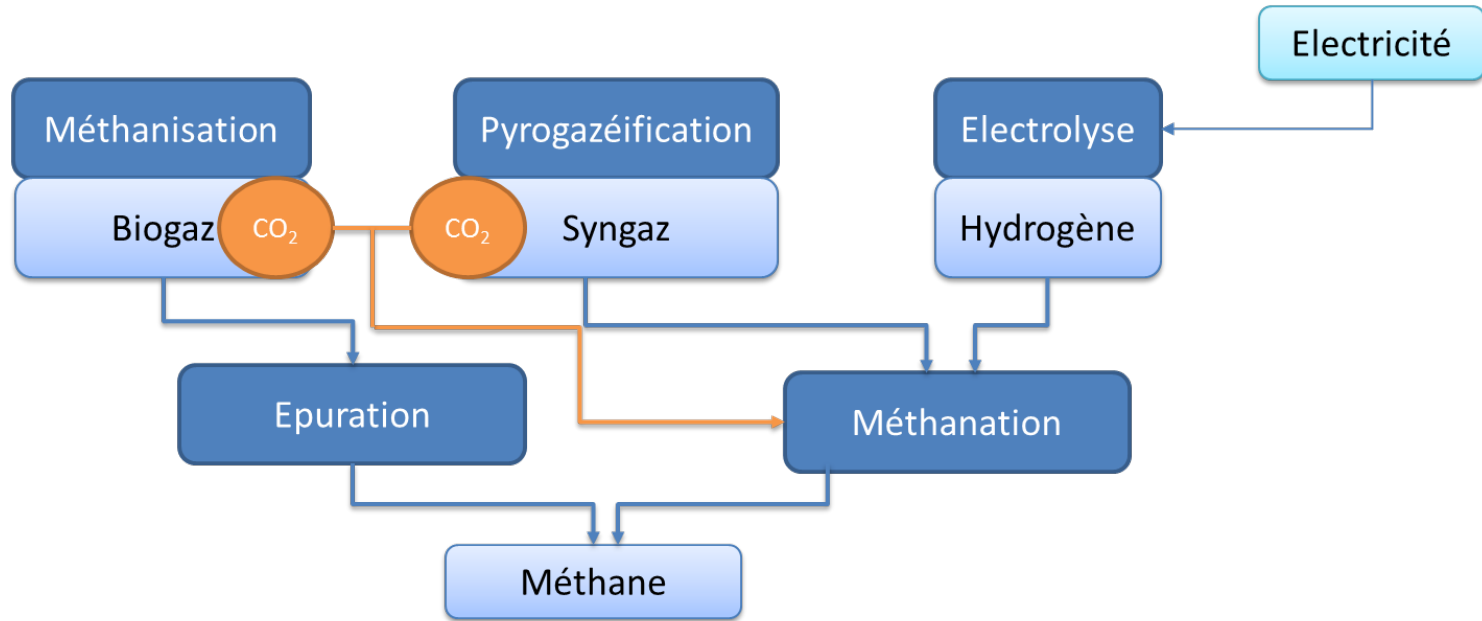 Electricité
Méthanisation
Pyrogazéification
Electrolyse
Biogaz
CO₂
CO₂
Syngaz
Hydrogène
Epuration
Méthanation
Méthane